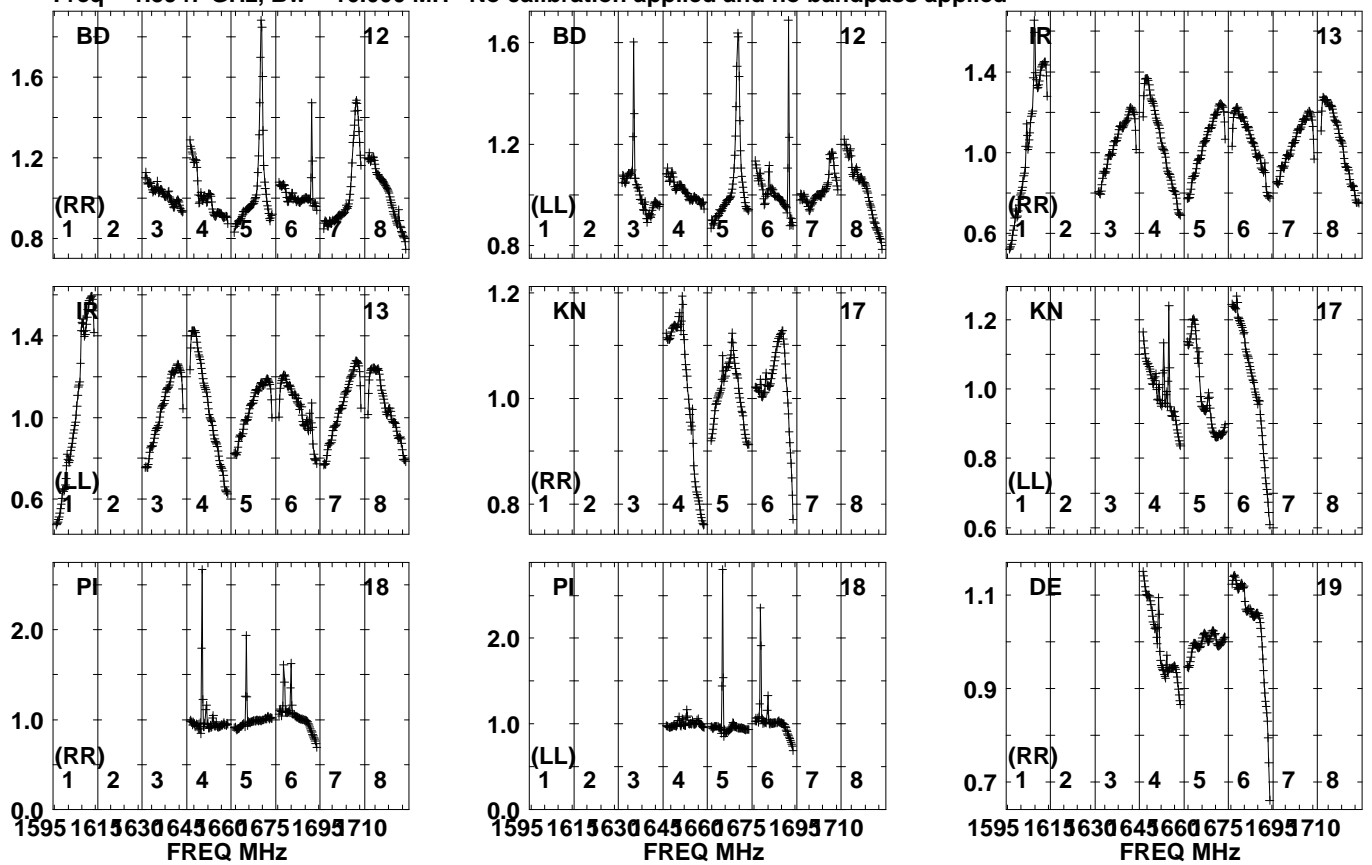 Freq = GHz, Bw = No calibration applied and no bandpass applied
BD 12
1.6
1.2
0.8
(RR)
1 2 3 4 5 6 7 8
BD 12
1.6
1.4
1.2
1.0
0.8
(LL)
1 2 3 4 5 6 7 8
IR 13
1.4
1.0
0.6
(RR)
1 2 3 4 5 6 7 8
IR 13
1.4
1.0
0.6
(LL)
1 2 3 4 5 6 7 8
KN 17
1.2
1.0
0.8
(RR)
1 2 3 4 5 6 7 8
KN 17
1.2
1.0
0.8
0.6
(LL)
1 2 3 4 5 6 7 8
PI 18
2.0
1.0
0.0
(RR)
1 2 3 4 5 6 7 8
1595 1615 1630 1645 1660 1675 1695 1710
FREQ MHz
PI 18
2.0
1.0
0.0
(LL)
1 2 3 4 5 6 7 8
1595 1615 1630 1645 1660 1675 1695 1710
FREQ MHz
DE 19
1.1
0.9
0.7
(RR)
1 2 3 4 5 6 7 8
1595 1615 1630 1645 1660 1675 1695 1710
FREQ MHz